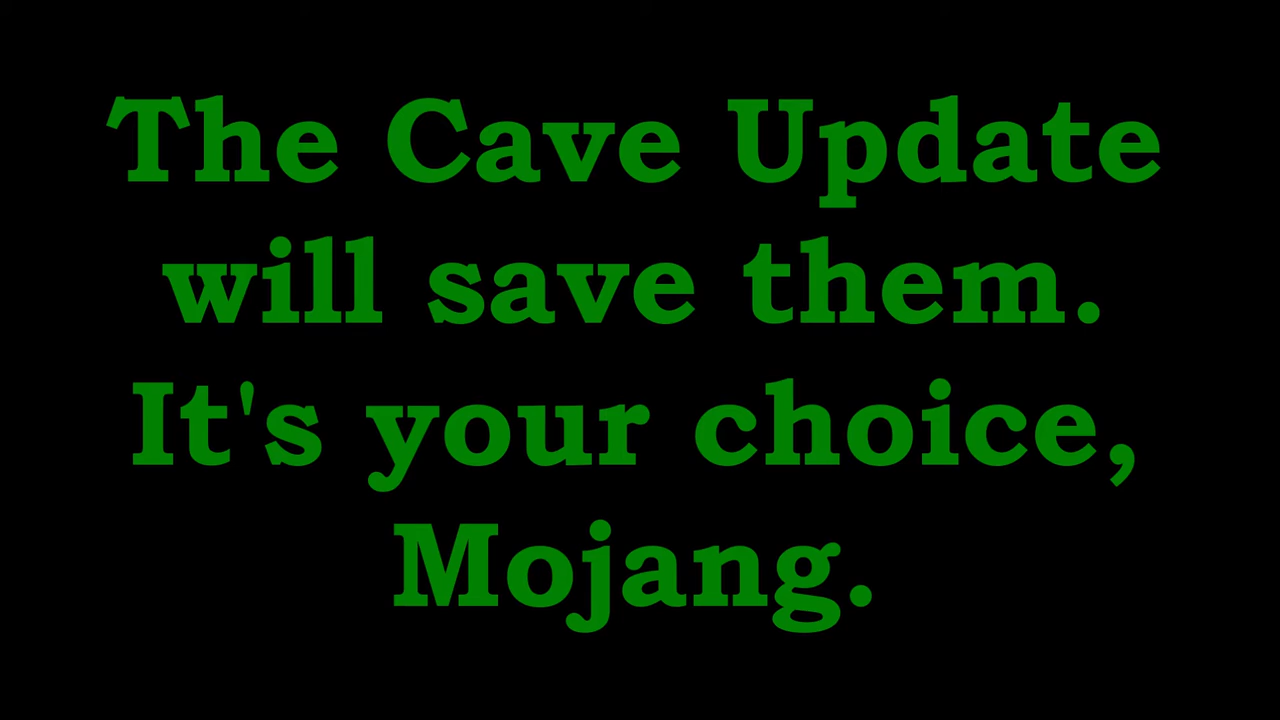 The Cave Update
will save them.
It's your choice,
Mojang.